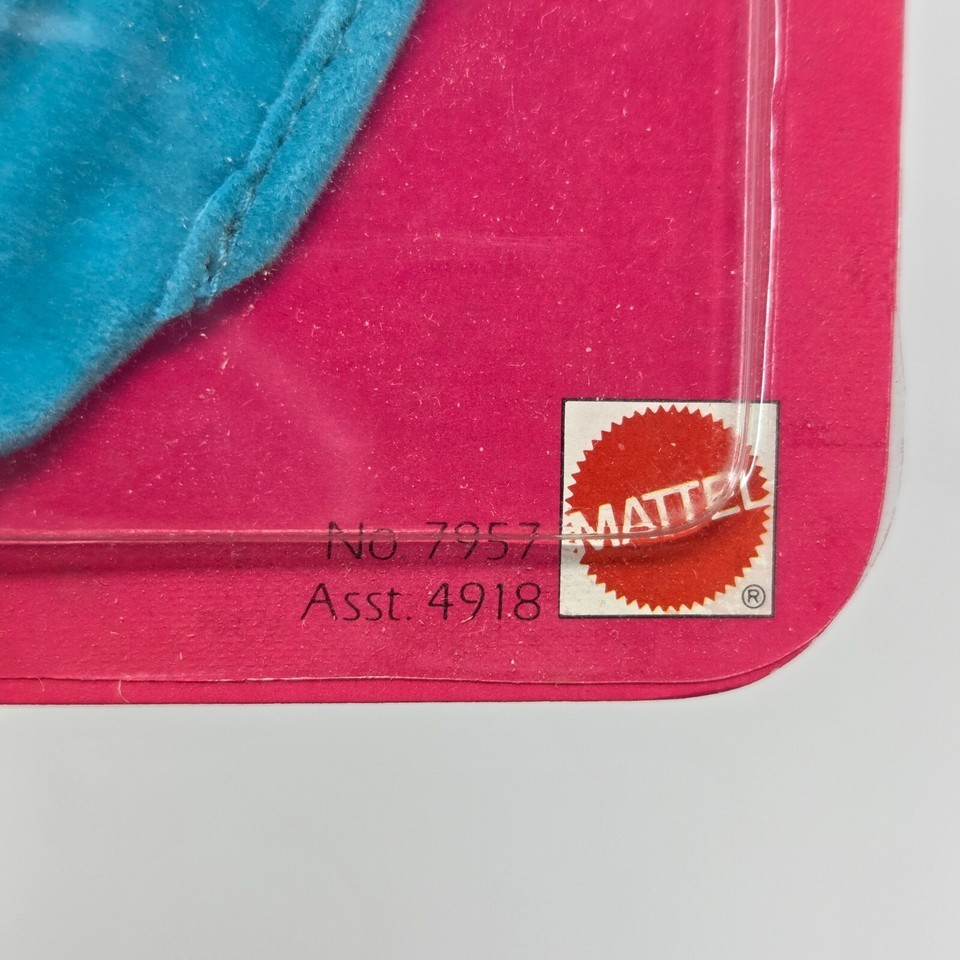 No. 7957
Asst. 4918
MATTEL
®